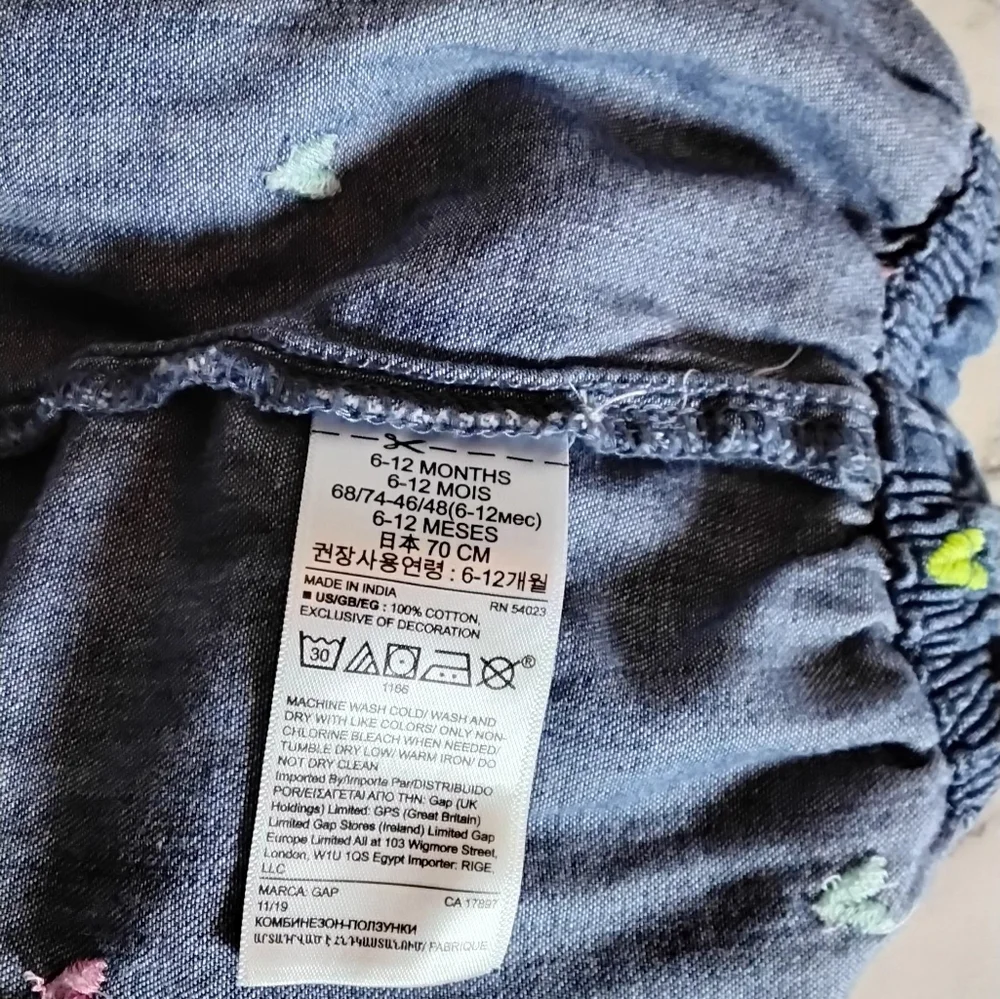 6-12 MONTHS
6-12 MOIS
68/74-46/48(6-12мес)
6-12 MESES
日本 70 CM
권장사용연령 : 6-12개월
MADE IN INDIA
RN 54023
■ US/GB/EG : 100% COTTON,
EXCLUSIVE OF DECORATION
30
®
1166
MACHINE WASH COLD/ WASH AND
DRY WITH LIKE COLORS/ ONLY NON-
CHLORINE BLEACH WHEN NEEDED/
TUMBLE DRY LOW/ WARM IRON/ DO
NOT DRY CLEAN
Imported By/Importe Par/DISTRIBUIDO
POR/ΕΙΣΑΓΕΤΑΙ ΑΠΟ ΤΗΝ: Gap (UK
Holdings) Limited: GPS (Great Britain)
Limited Gap Stores (Ireland) Limited Gap
Europe Limited All at 103 Wigmore Street,
London, W1U 1QS Egypt Importer: RIGE,
LLC
MARCA: GAP
CA 17897
11/19
КОМБИНЕЗОН-ПОЛЗУНКИ
ԱՐՏԱԴՐՎԱԾ Է ՀՆԴԿԱՍՏԱՆՈՒՄ/ FABRIQUE